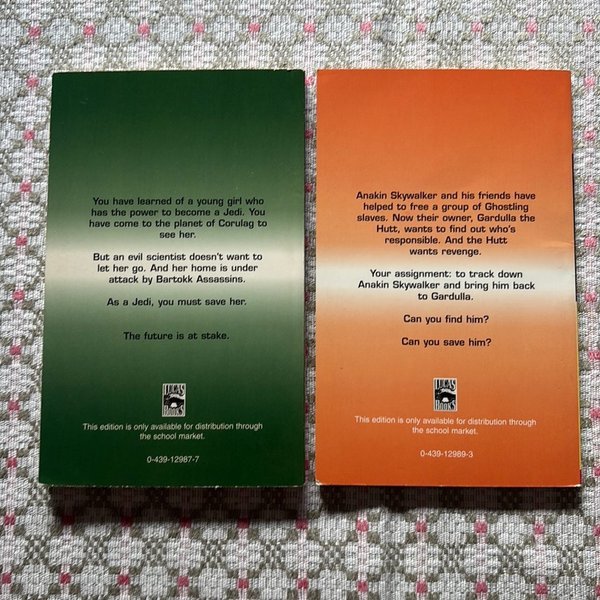 You have learned of a young girl who
has the power to become a Jedi. You
have come to the planet of Corulag to
see her.
But an evil scientist doesn't want to
let her go. And her home is under
attack by Bartokk Assassins.
As a Jedi, you must save her.
The future is at stake.
LUCAS
BOOKS
This edition is only available for distribution through
the school market.
0-439-12987-7
Anakin Skywalker and his friends have
helped to free a group of Ghostling
slaves. Now their owner, Gardulla the
Hutt, wants to find out who's
responsible. And the Hutt
wants revenge.
Your assignment: to track down
Anakin Skywalker and bring him back
to Gardulla.
Can you find him?
Can you save him?
LUCAS
BOOKS
This edition is only available for distribution through
the school market.
0-439-12989-3